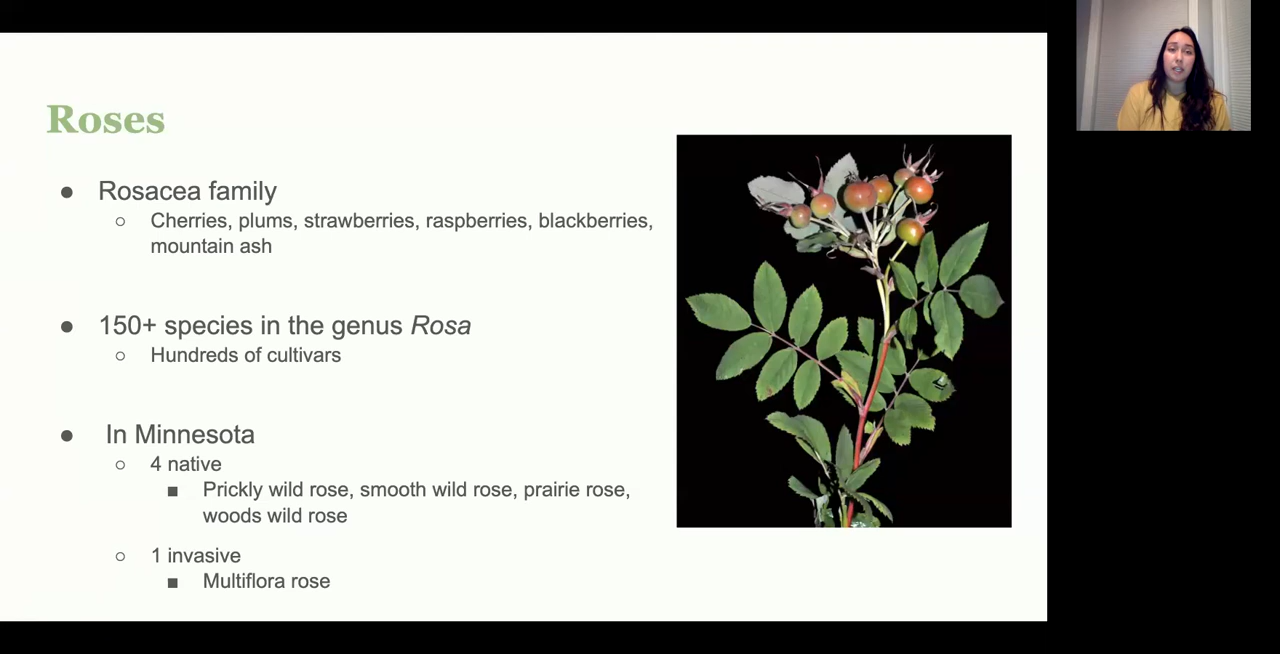 Roses
● Rosacea family
○ Cherries, plums, strawberries, raspberries, blackberries,
mountain ash
● 150+ species in the genus Rosa
○ Hundreds of cultivars
● In Minnesota
○ 4 native
■ Prickly wild rose, smooth wild rose, prairie rose,
woods wild rose
○ 1 invasive
■ Multiflora rose